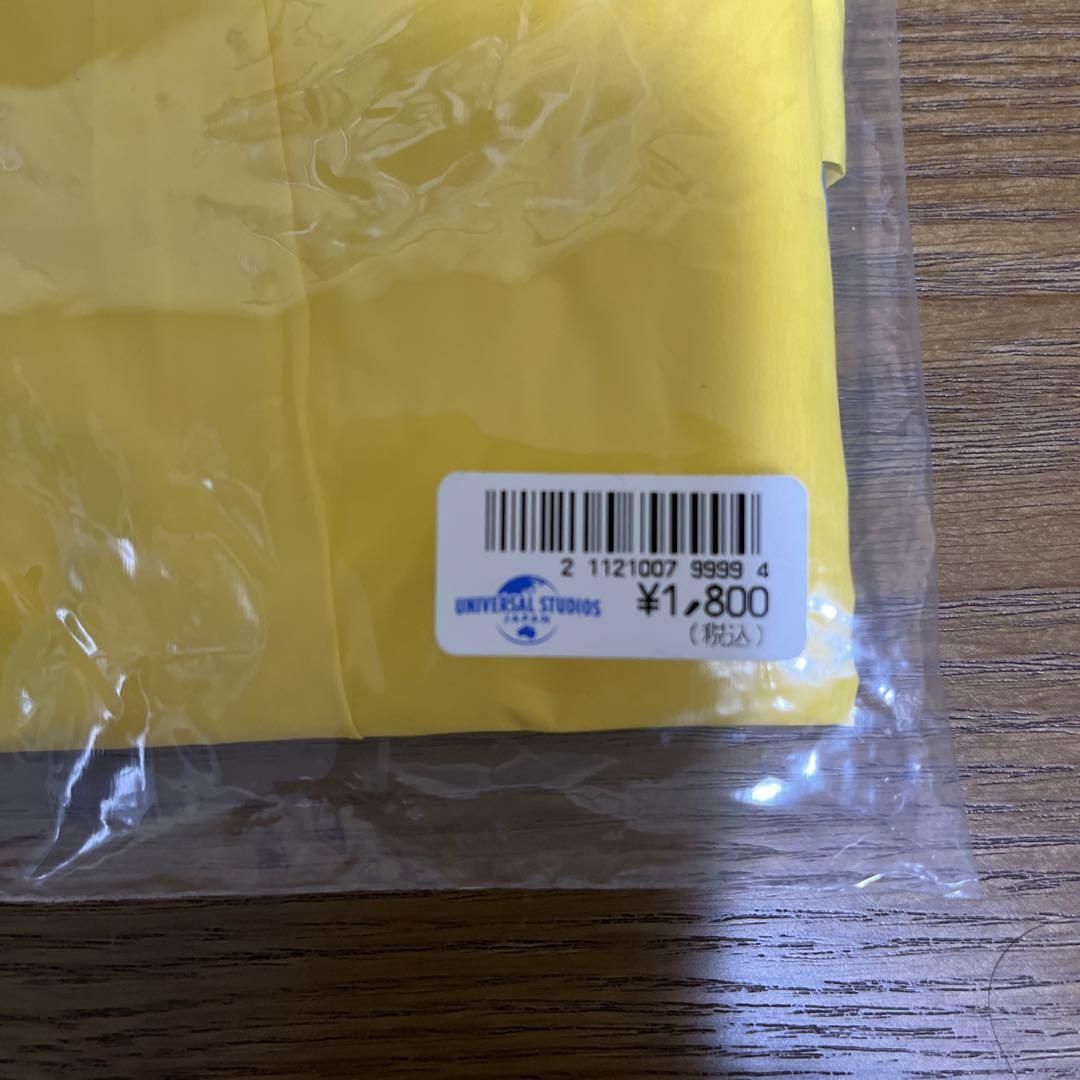 2 1121007 9999 4
UNIVERSAL STUDIOS
JAPAN
¥1,800
(税込)